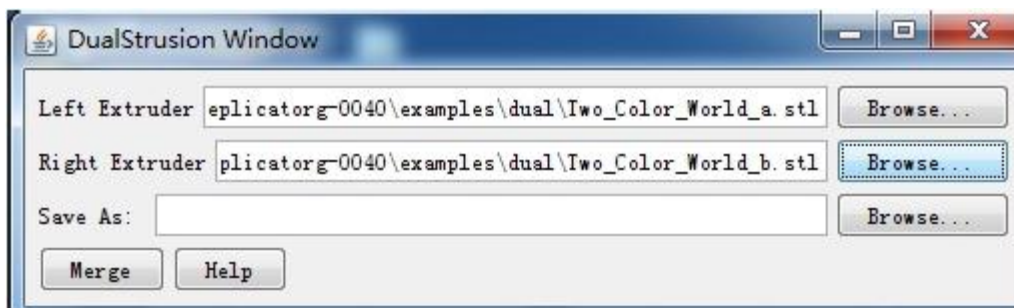 DualStrusion Window
Left Extruder eplicatorg-0040\examples\dual\Two_Color_World_a.stl Browse...
Right Extruder plicatorg-0040\examples\dual\Two_Color_World_b.stl Browse...
Save As: Browse...
Merge Help